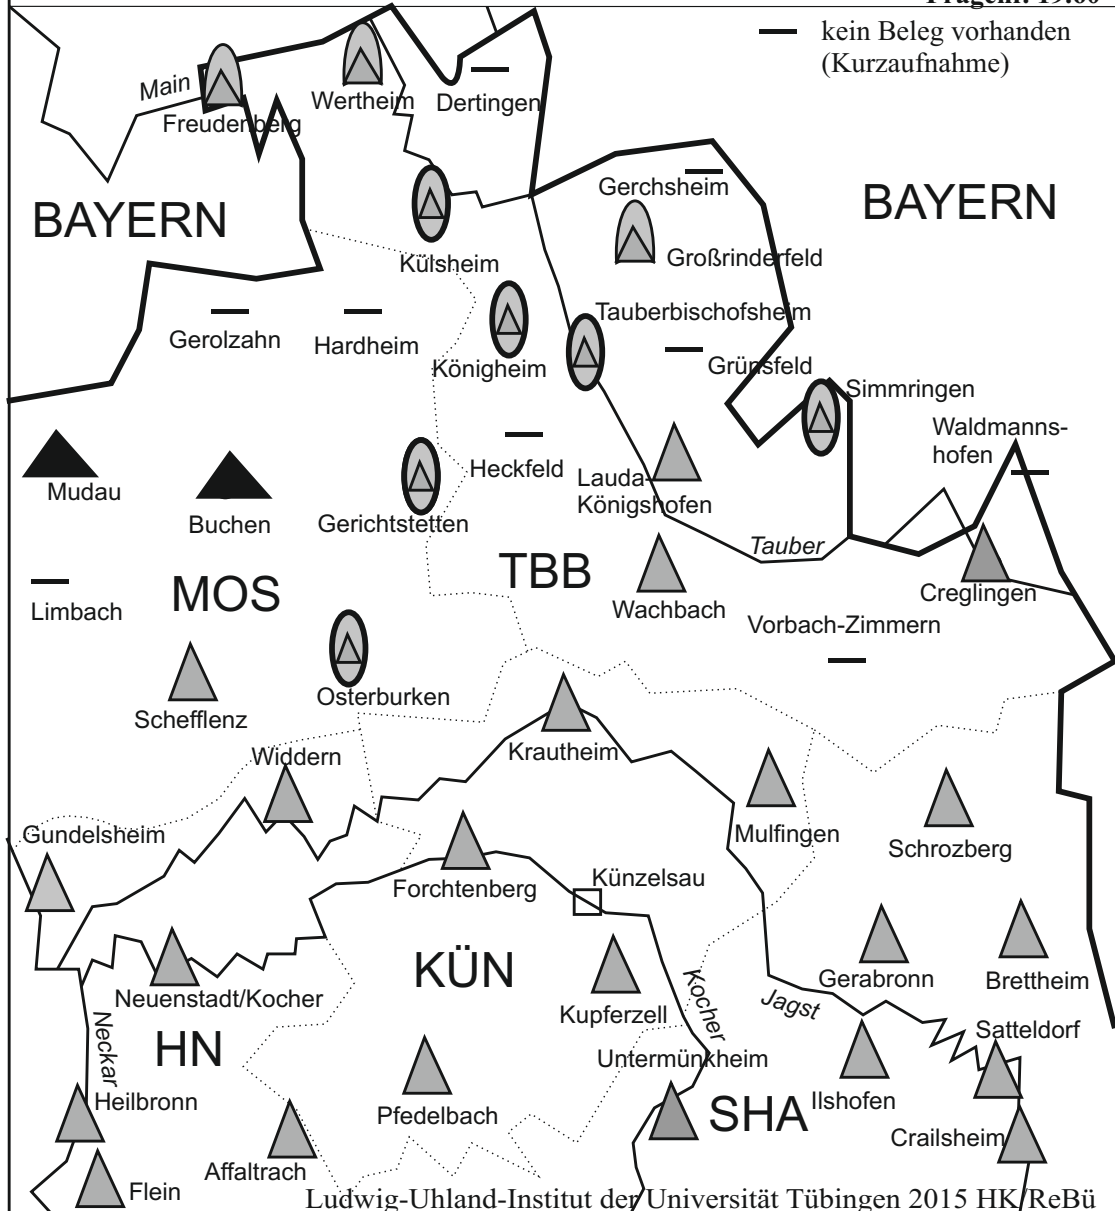 Fragenr. 19.60
kein Beleg vorhanden
(Kurzaufnahme)
Main
Freudenberg
Wertheim
Dertingen
BAYERN
Gerchsheim
BAYERN
Großrinderfeld
Külsheim
Tauberbischofsheim
Gerolzahn
Hardheim
Königheim
Grünsfeld
Simmringen
Waldmanns-
hofen
Mudau
Buchen
Gerichtstetten
Heckfeld
Lauda-
Königshofen
Tauber
TBB
MOS
Limbach
Wachbach
Creglingen
Vorbach-Zimmern
Schefflenz
Osterburken
Krautheim
Widdern
Gundelsheim
Mulfingen
Schrozberg
Forchtenberg
Künzelsau
KÜN
Neuenstadt/Kocher
Kupferzell
Kocher
Jagst
Gerabronn
Brettheim
Neckar
HN
Untermünkheim
Satteldorf
Heilbronn
Pfedelbach
SHA
Ilshofen
Crailsheim
Affaltrach
Flein
Ludwig-Uhland-Institut der Universität Tübingen 2015 HK/ReBü